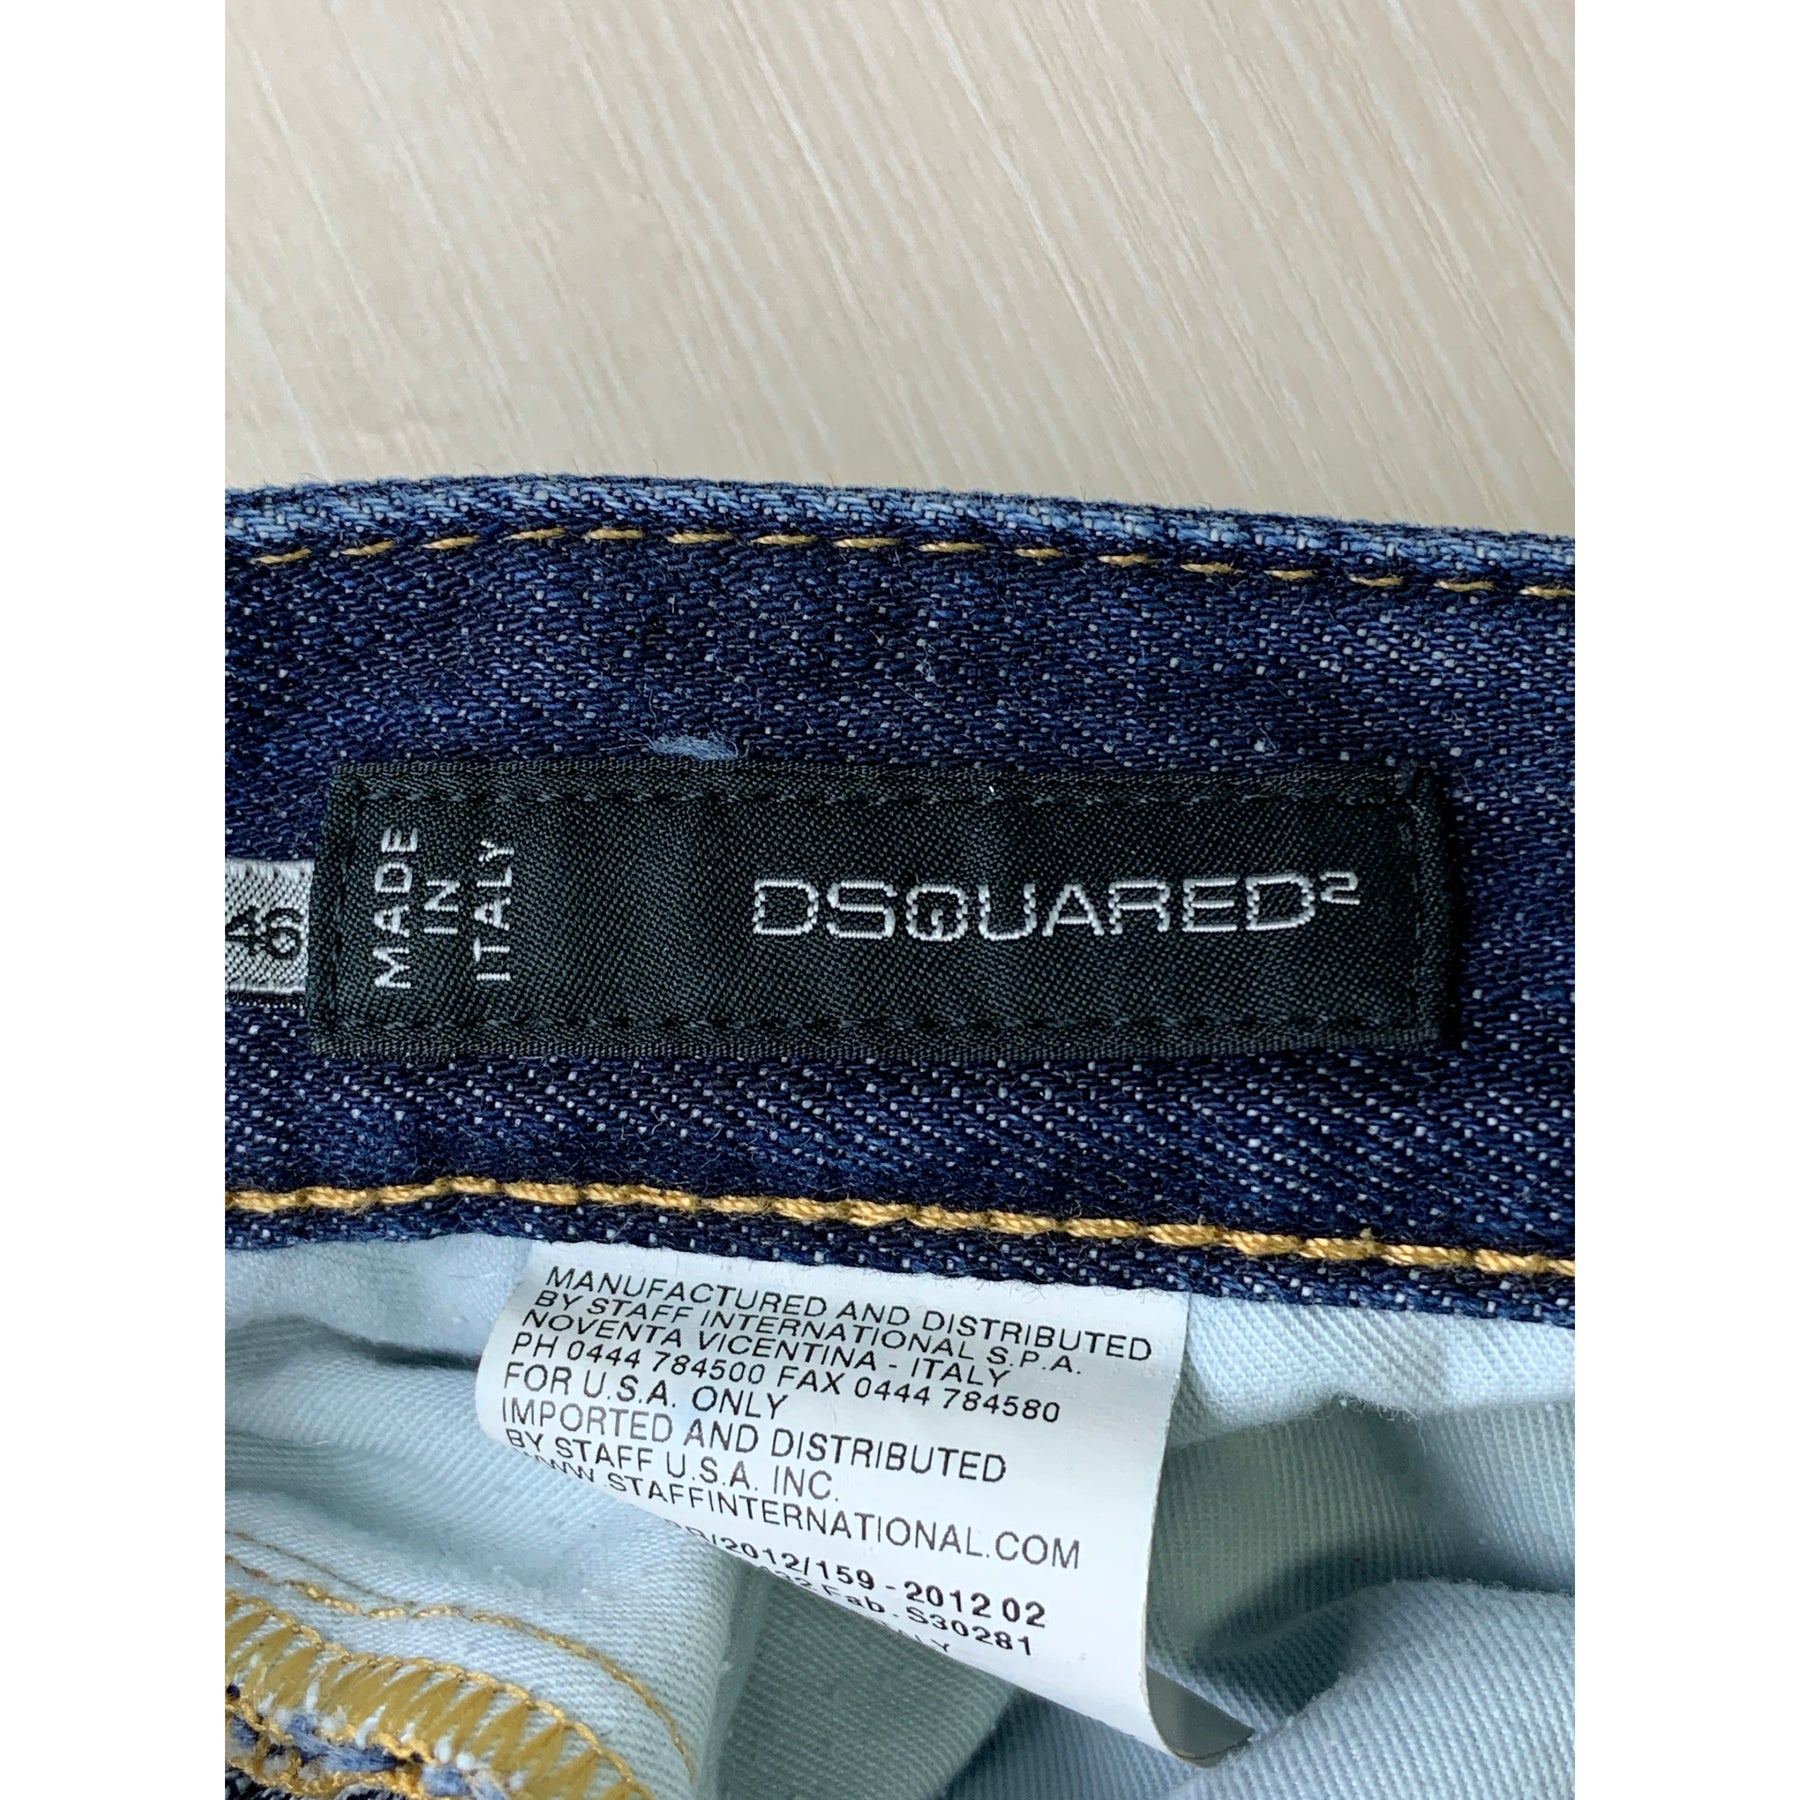 MADE
IN
ITALY
DSQUARED²
46
MANUFACTURED AND DISTRIBUTED
BY STAFF INTERNATIONAL S.P.A.
NOVENTA VICENTINA - ITALY
PH 0444 784500 FAX 0444 784580
FOR U.S.A. ONLY
IMPORTED AND DISTRIBUTED
BY STAFF U.S.A. INC.
WWW.STAFFINTERNATIONAL.COM
/2012/159 - 2012 02
Fab. S30281